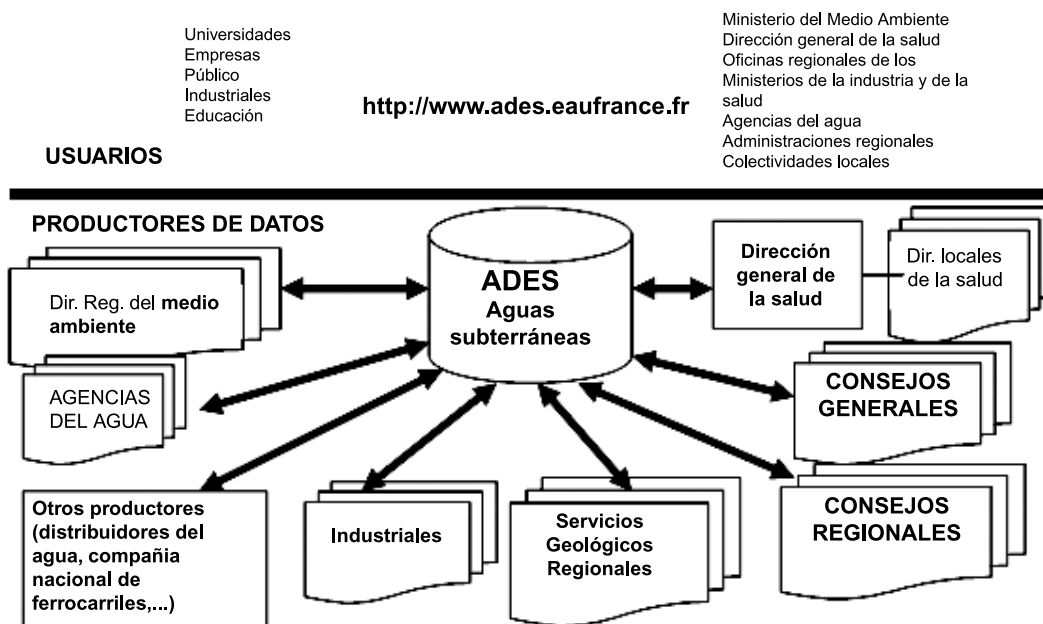 Universidades
Empresas
Público
Industriales
Educación
http://www.ades.eaufrance.fr
Ministerio del Medio Ambiente
Dirección general de la salud
Oficinas regionales de los
Ministerios de la industria y de la
salud
Agencias del agua
Administraciones regionales
Colectividades locales
USUARIOS
PRODUCTORES DE DATOS
Dir. Reg. del medio
ambiente
ADES
Aguas
subterráneas
Dirección
general de
la salud
Dir. locales
de la salud
AGENCIAS
DEL AGUA
CONSEJOS
GENERALES
Otros productores
(distribuidores del
agua, compañia
nacional de
ferrocarriles,...)
Industriales
Servicios
Geológicos
Regionales
CONSEJOS
REGIONALES